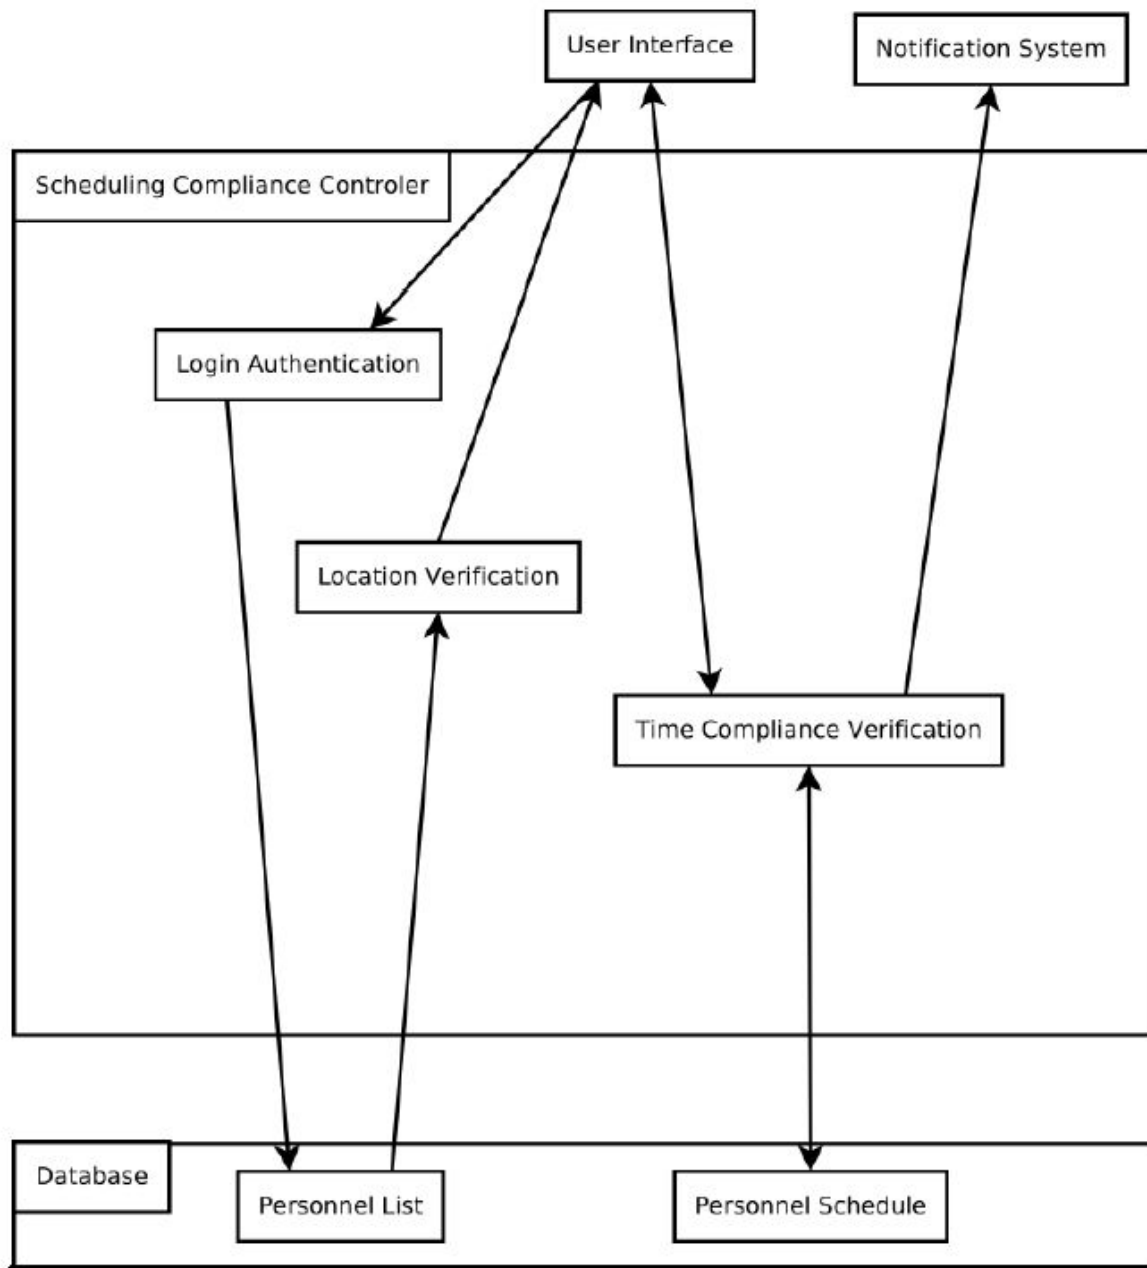 User Interface
Notification System
Scheduling Compliance Controler
Login Authentication
Location Verification
Time Compliance Verification
Database
Personnel List
Personnel Schedule